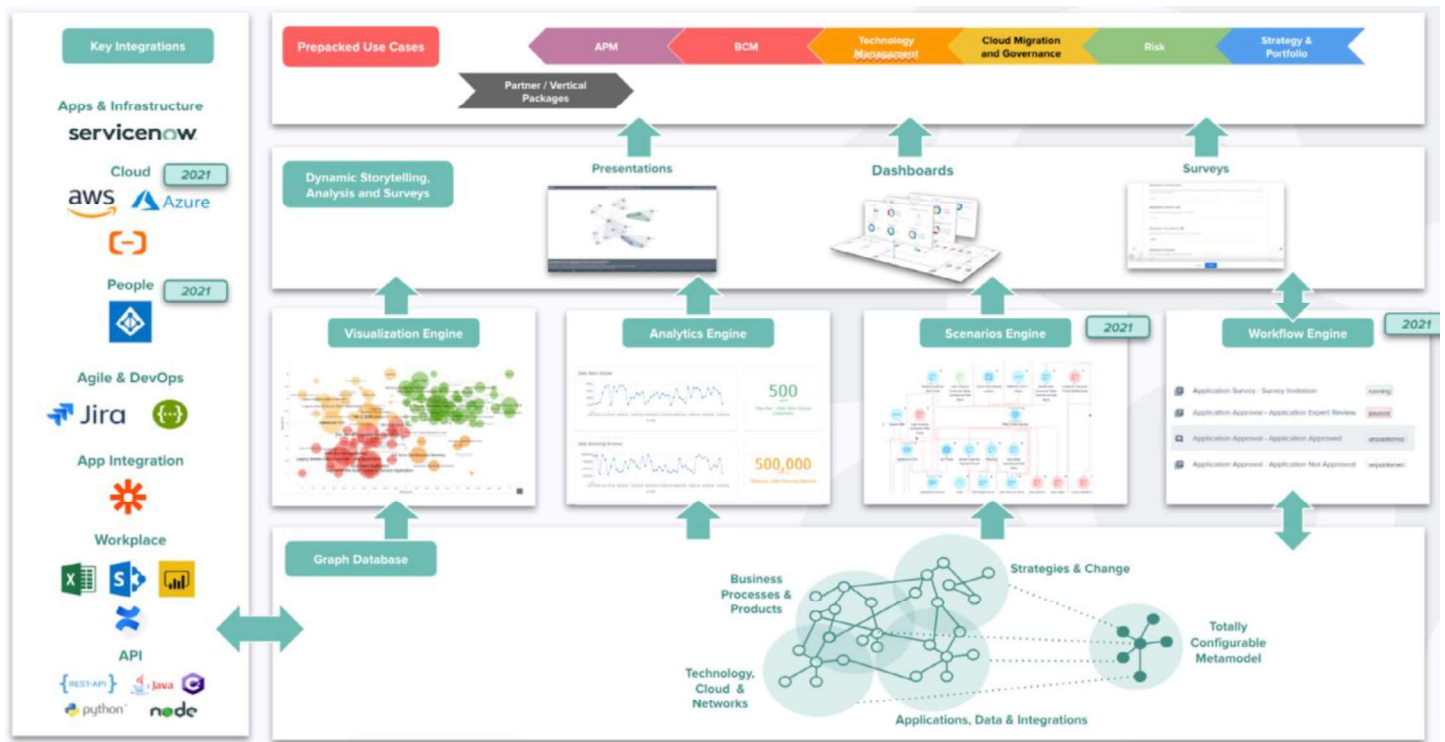 Key Integrations
Apps & Infrastructure
servicenow
Cloud
2021
aws
Azure
People
2021
Agile & DevOps
Jira
App Integration
Workplace
API
{REST-API}
Java
python
node
Prepacked Use Cases
APM
BCM
Technology
Management
Cloud Migration
and Governance
Risk
Strategy &
Portfolio
Partner / Vertical
Packages
Dynamic Storytelling,
Analysis and Surveys
Presentations
Dashboards
Surveys
Visualization Engine
Analytics Engine
500
500,000
Scenarios Engine
2021
Workflow Engine
2021
Application Survey - Survey Invitation
running
Application Approval - Application Expert Review
paused
Application Approval - Application Approved
unpublished
Application Approval - Application Not Approved
unpublished
Graph Database
Business
Processes &
Products
Strategies & Change
Technology,
Cloud &
Networks
Applications, Data & Integrations
Totally
Configurable
Metamodel